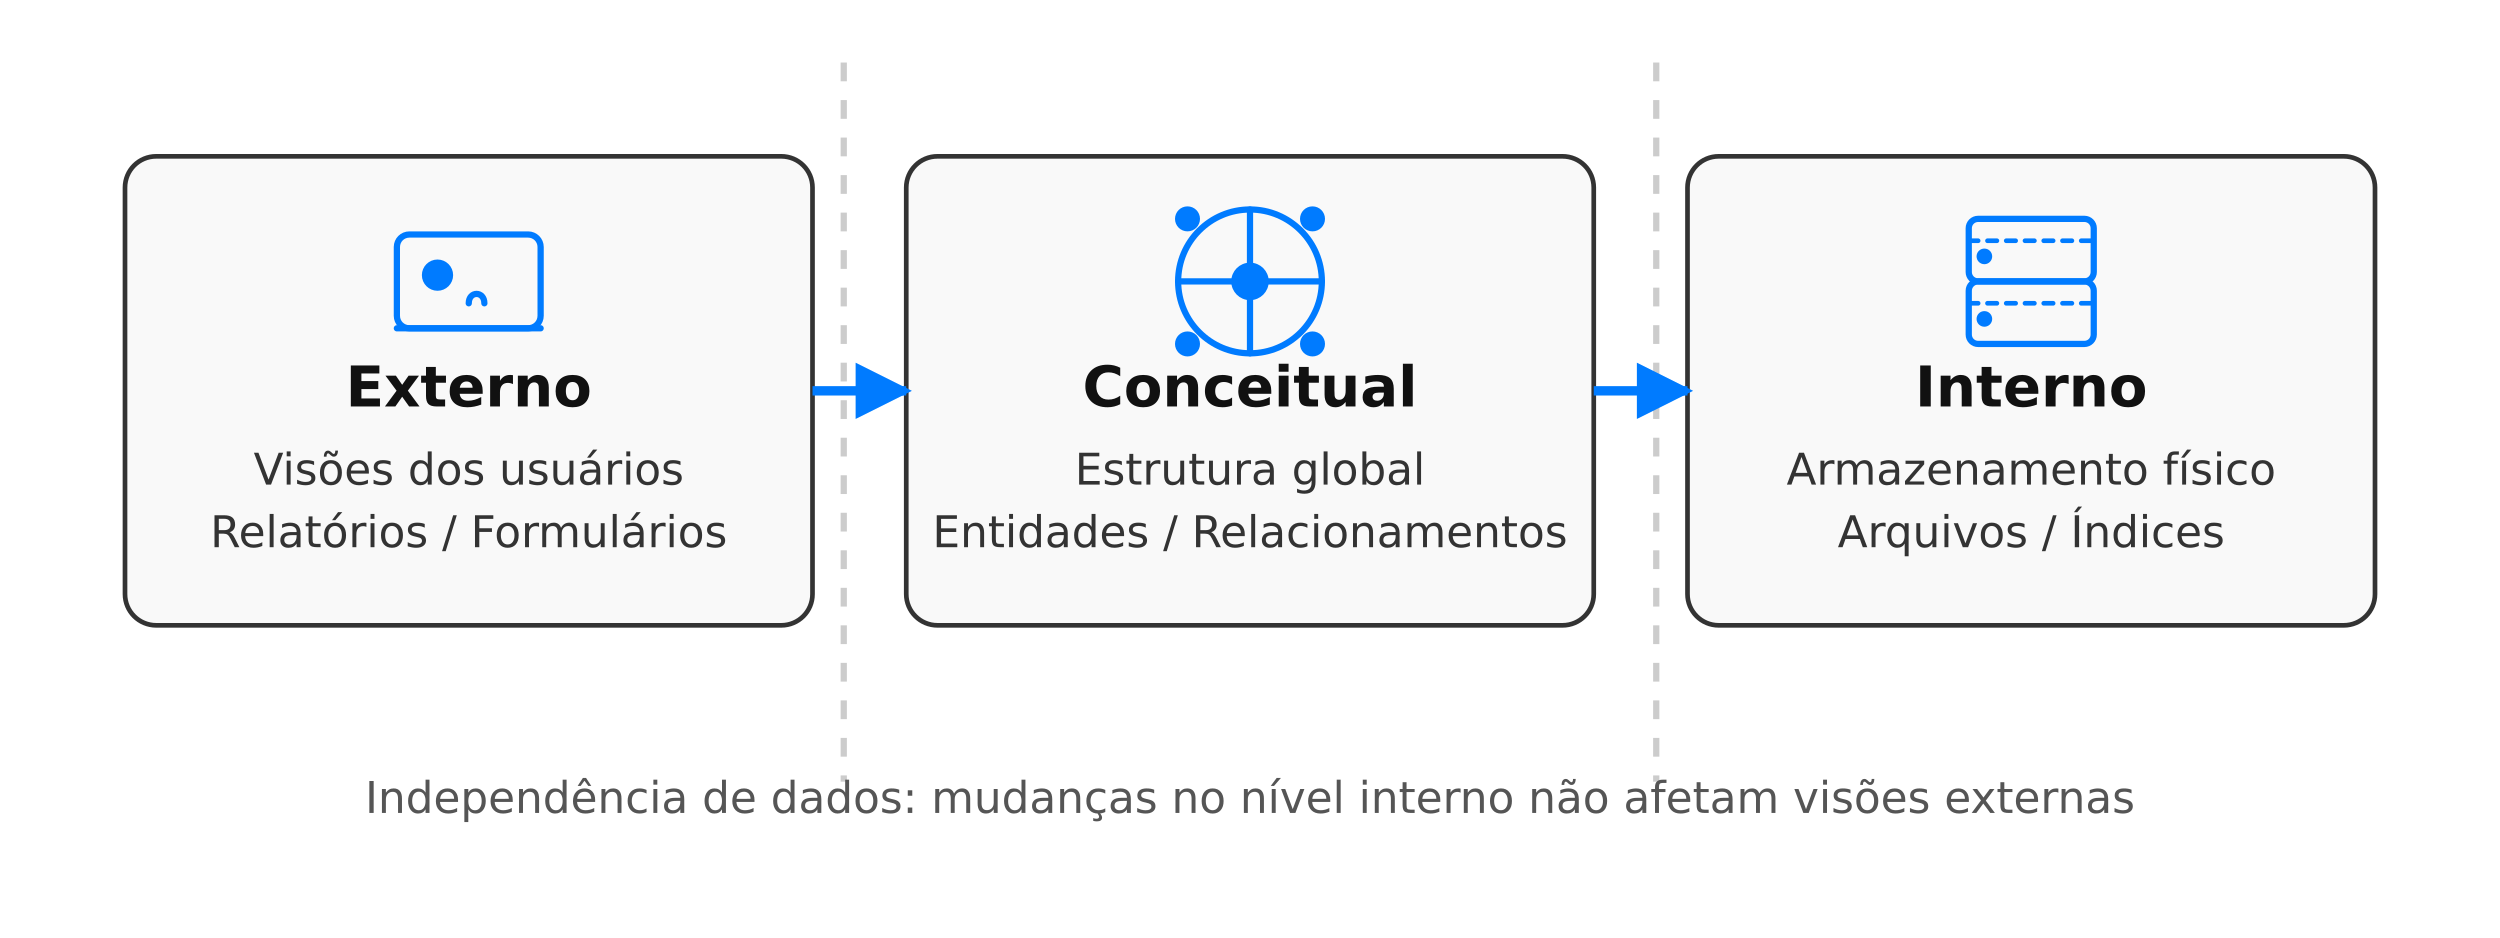 Externo
Visões dos usuários
Relatórios / Formulários
Conceitual
Estrutura global
Entidades / Relacionamentos
Interno
Armazenamento físico
Arquivos / Índices
Independência de dados: mudanças no nível interno não afetam visões externas